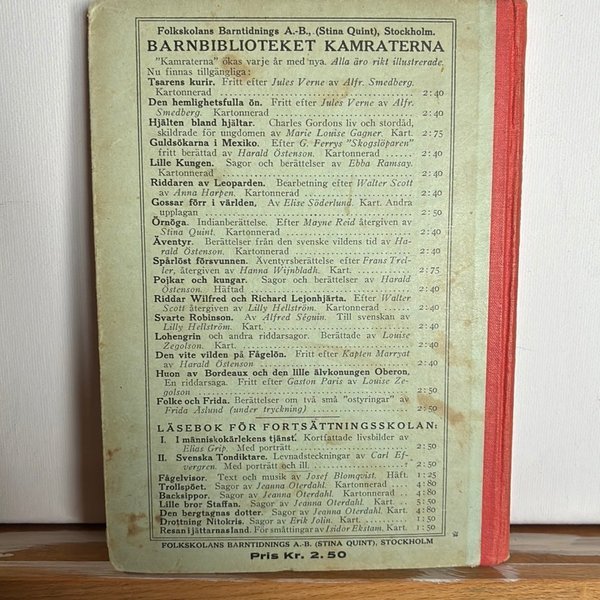 Folkskolans Barntidnings A.-B., (Stina Quint), Stockholm.
BARNBIBLIOTEKET KAMRATERNA
"Kamraterna" ökas varje år med nya. Alla äro rikt illustrerade.
Nu finnas tillgängliga:
Tsarens kurir. Fritt efter Jules Verne av Alfr. Smedberg.
Kartonnerad 2:40
Den hemlighetsfulla ön. Fritt efter Jules Verne av Alfr.
Smedberg. Kartonnerad 2:40
Hjälten bland hjältar. Charles Gordons liv och stordåd,
skildrade för ungdomen av Marie Louise Gagner. Kart. 2:75
Guldsökarna i Mexiko. Efter G. Ferrys "Skogslöparen"
fritt berättad av Harald Östenson. Kartonnerad 2:40
Lille Kungen. Sagor och berättelser av Ebba Ramsay.
Kartonnerad 2:40
Riddaren av Leoparden. Bearbetning efter Walter Scott
av Anna Harpen. Kartonnerad 2:40
Gossar förr i världen, Av Elise Söderlund. Kart. Andra
upplagan 2:50
Örnöga. Indianberättelse. Efter Mayne Reid återgiven av
Stina Quint. Kartonnerad 2:40
Äventyr. Berättelser från den svenske vildens tid av Ha-
rald Östenson. Kartonnerad 2:40
Spårlöst försvunnen. Äventyrsberättelse efter Frans Trel-
ler, återgiven av Hanna Wijnbladh. Kart. 2:75
Pojkar och kungar. Sagor och berättelser av Harald
Östenson. Häftad 2:40
Riddar Wilfred och Richard Lejonhjärta. Efter Walter
Scott återgiven av Lilly Hellström. Kartonnerad 2:40
Svarte Robinson. Av Alfred Séguin. Till svenskan av
Lilly Hellström. Kart. 2:40
Lohengrin och andra riddarsagor. Berättade av Louise
Zegolson. Kart. 2:40
Den vite vilden på Fågelön. Fritt efter Kapten Marryat
av Harald Östenson 2:40
Huon av Bordeaux och den lille älvkonungen Oberon,
En riddarsaga. Fritt efter Gaston Paris av Louise Ze-
golson 2:50
Folke och Frida. Berättelser om två små "ostyringar" av
Frida Åslund (under tryckning) 2:50
LÄSEBOK FÖR FORTSÄTTNINGSSKOLAN:
I. I människokärlekens tjänst. Kortfattade livsbilder av
Elias Grip. Med porträtt 2:50
II. Svenska Tondiktare. Levnadsteckningar av Carl Ef-
vergren. Med porträtt och ill. 2:50
Fågelvisor. Text och musik av Josef Blomqvist. Häft. 1:25
Trollspöet. Sagor av Jeanna Oterdahl. Kartonnerad 4:80
Backsippor. Sagor av Jeanna Oterdahl. Kartonnerad 4:80
Lille bror Staffan. Sagor av Jeanna Oterdahl. Kart. 2:50
Den bergtagnas dotter. Sagor av Jeanna Oterdahl. Kart. 4:80
Drottning Nitokris. Sagor av Erik Jolin. Kart. 1:50
Resan i jättarnas land. För småttingar av Isidor Ekstam, Kart. 1:50
FOLKSKOLANS BARNTIDNINGS A.-B. (STINA QUINT), STOCKHOLM
Pris Kr. 2.50